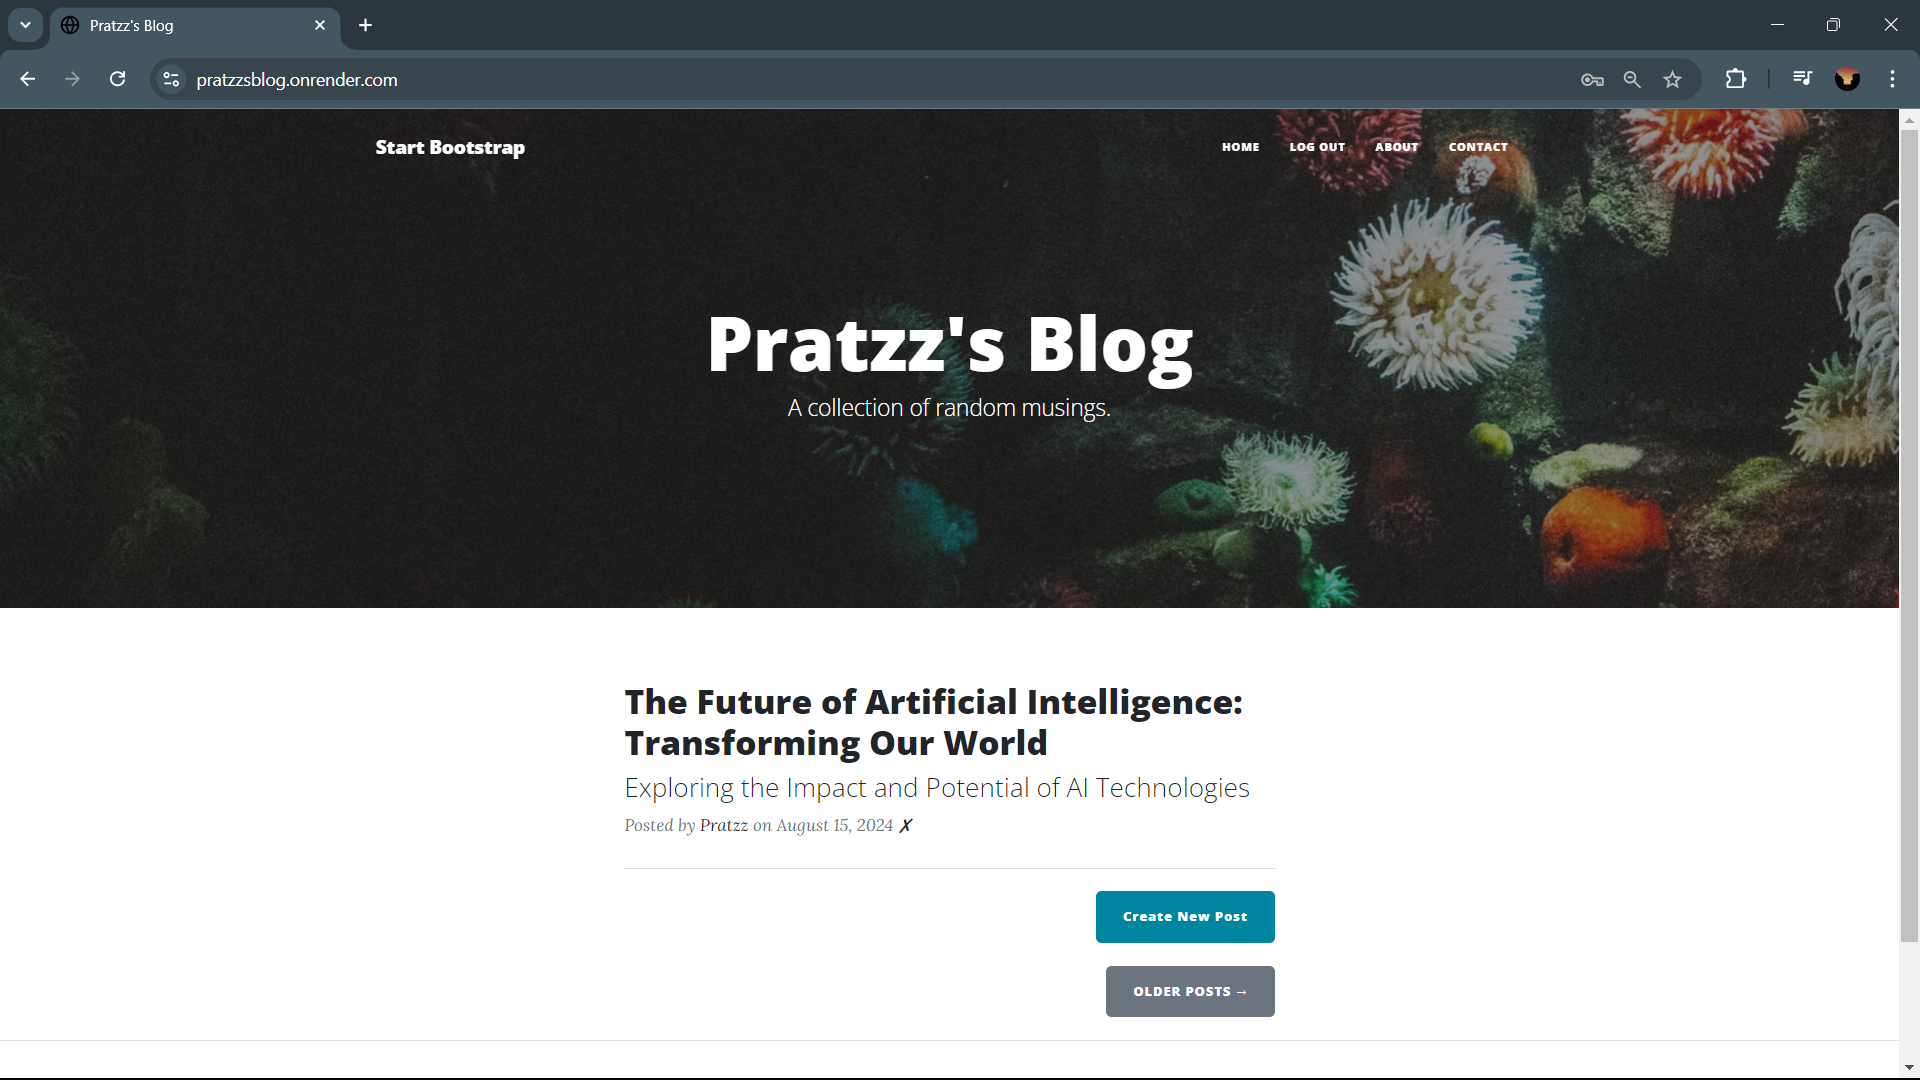 Pratzz's Blog
pratzzsblog.onrender.com
Start Bootstrap
HOME LOG OUT ABOUT CONTACT
Pratzz's Blog
A collection of random musings.
The Future of Artificial Intelligence:
Transforming Our World
Exploring the Impact and Potential of AI Technologies
Posted by Pratzz on August 15, 2024 ✗
Create New Post
OLDER POSTS →